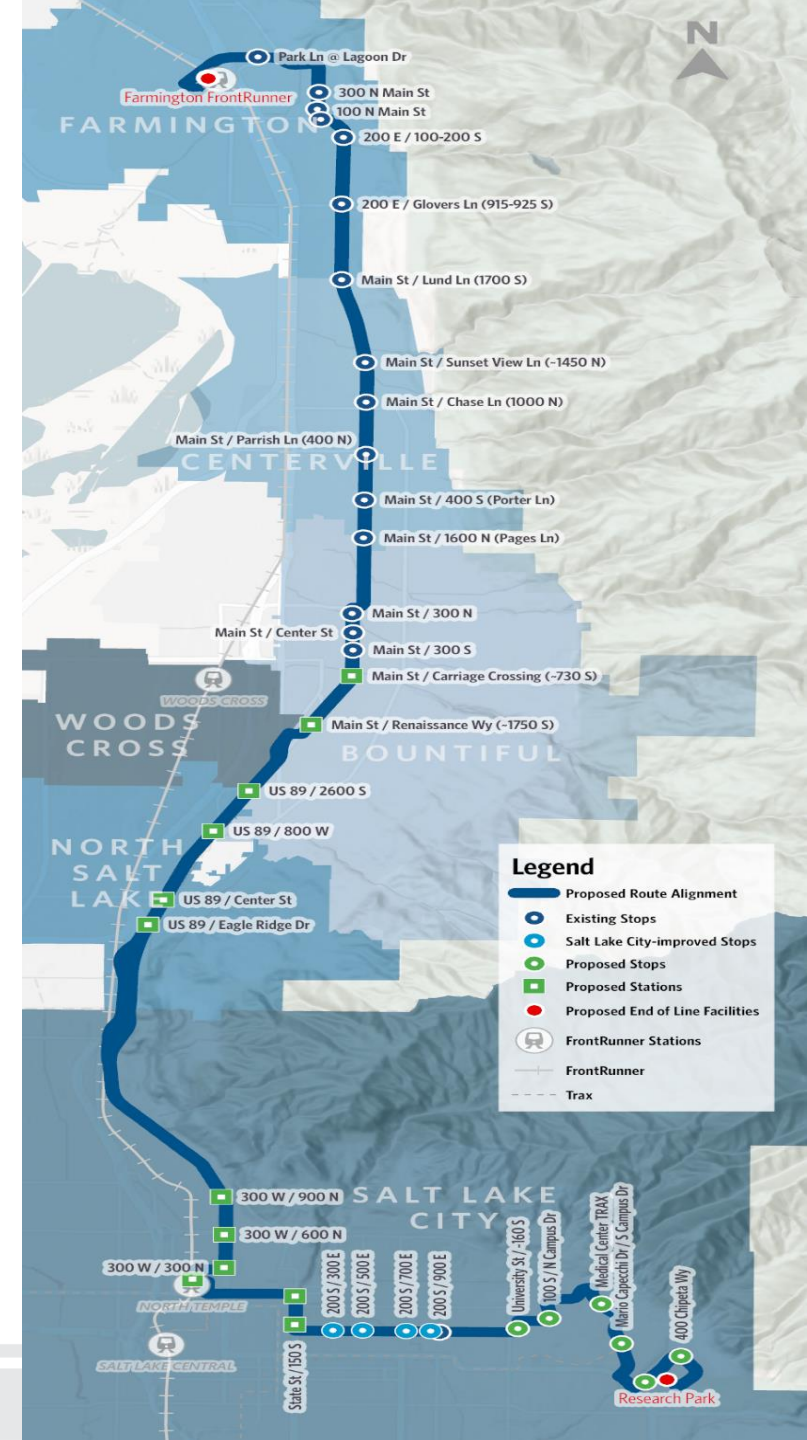 N
Park Ln @ Lagoon Dr
Farmington FrontRunner
300 N Main St
100 N Main St
FARMINGTON
200 E / 100-200 S
200 E / Glovers Ln (915-925 S)
Main St / Lund Ln (1700 S)
Main St / Sunset View Ln (~1450 N)
Main St / Chase Ln (1000 N)
Main St / Parrish Ln (400 N)
CENTERVILLE
Main St / 400 S (Porter Ln)
Main St / 1600 N (Pages Ln)
Main St / 300 N
Main St / Center St
Main St / 300 S
Main St / Carriage Crossing (~730 S)
WOODS CROSS
WOODS
CROSS
Main St / Renaissance Wy (~1750 S)
BOUNTIFUL
US 89 / 2600 S
US 89 / 800 W
NORTH
SALT
LAKE
US 89 / Center St
US 89 / Eagle Ridge Dr
Legend
Proposed Route Alignment
Existing Stops
Salt Lake City-improved Stops
Proposed Stops
Proposed Stations
Proposed End of Line Facilities
FrontRunner Stations
FrontRunner
Trax
300 W / 900 N
SALT LAKE
CITY
300 W / 600 N
300 W / 300 N
NORTH TEMPLE
SALT LAKE CENTRAL
State St /150 S
200 S / 300 E
200 S / 500 E
200 S / 700 E
200 S / 900 E
University St / ~160 S
100 S / N Campus Dr
Medical Center TRAX
Mario Capecchi Dr / S Campus Dr
400 Chipeta Wy
Research Park